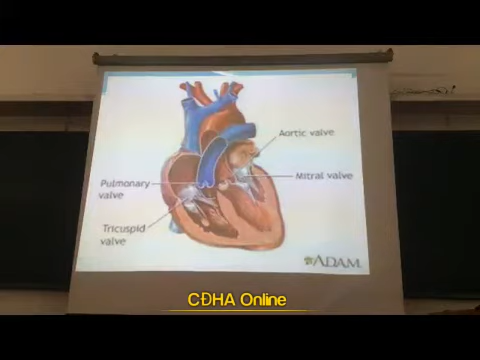 Aortic valve
Mitral valve
Pulmonary
valve
Tricuspid
valve
ADAM.
CĐHA Online